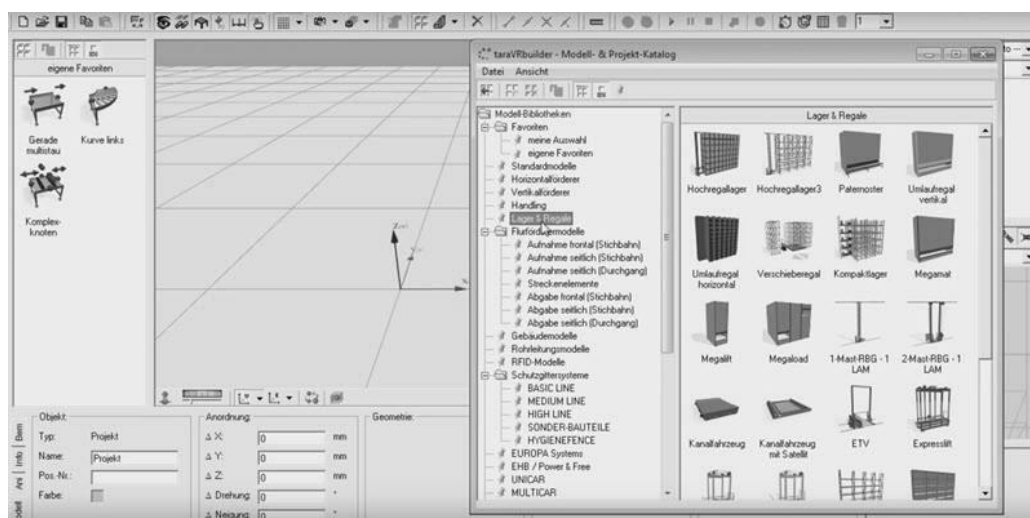 1
taraVRbuilder - Modell- & Projekt-Katalog
Datei Ansicht
eigene Favoriten
Gerade multistau
Kurve links
Komplex-knoten
Modell-Bibliotheken
Favoriten
meine Auswahl
eigene Favoriten
Standardmodelle
Horizontalförderer
Vertikalförderer
Handling
Lager & Regale
Flurfördermodelle
Aufnahme frontal (Stichbahn)
Aufnahme seitlich (Stichbahn)
Aufnahme seitlich (Durchgang)
Streckenelemente
Abgabe frontal (Stichbahn)
Abgabe seitlich (Stichbahn)
Abgabe seitlich (Durchgang)
Gebäudemodelle
Rohrleitungsmodelle
RFID-Modelle
Schutzgittersysteme
BASIC LINE
MEDIUM LINE
HIGH LINE
SONDER-BAUTEILE
HYGIENEFENCE
EUROPA Systems
EHB / Power & Free
UNICAR
MULTICAR
Lager & Regale
Hochregallager
Hochregallager3
Paternoster
Umlaufregal vertikal
Umlaufregal horizontal
Verschieberegal
Kompaktlager
Megamat
Megalift
Megaload
1-Mast-RBG - 1 LAM
2-Mast-RBG - 1 LAM
Kanalfahrzeug
Kanalfahrzeug mit Satellit
ETV
Expresslift
Objekt:
Typ: Projekt
Name: Projekt
Pos.-Nr.:
Farbe:
Anordnung:
Δ X: 0 mm
Δ Y: 0 mm
Δ Z: 0 mm
Δ Drehung: 0 °
Δ Neigung: 0 °
Geometrie:
Elem
Info
Ani